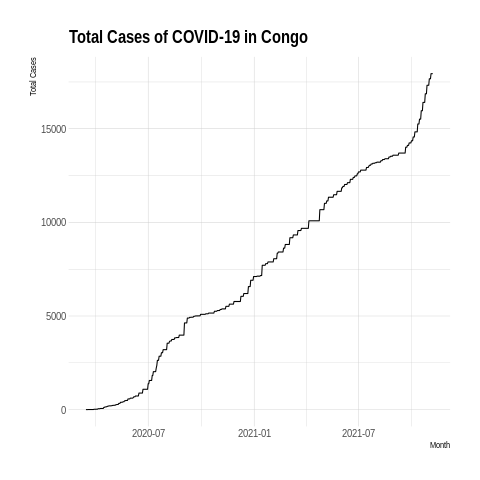 Total Cases of COVID-19 in Congo
Total Cases
15000
10000
5000
0
2020-07
2021-01
2021-07
Month